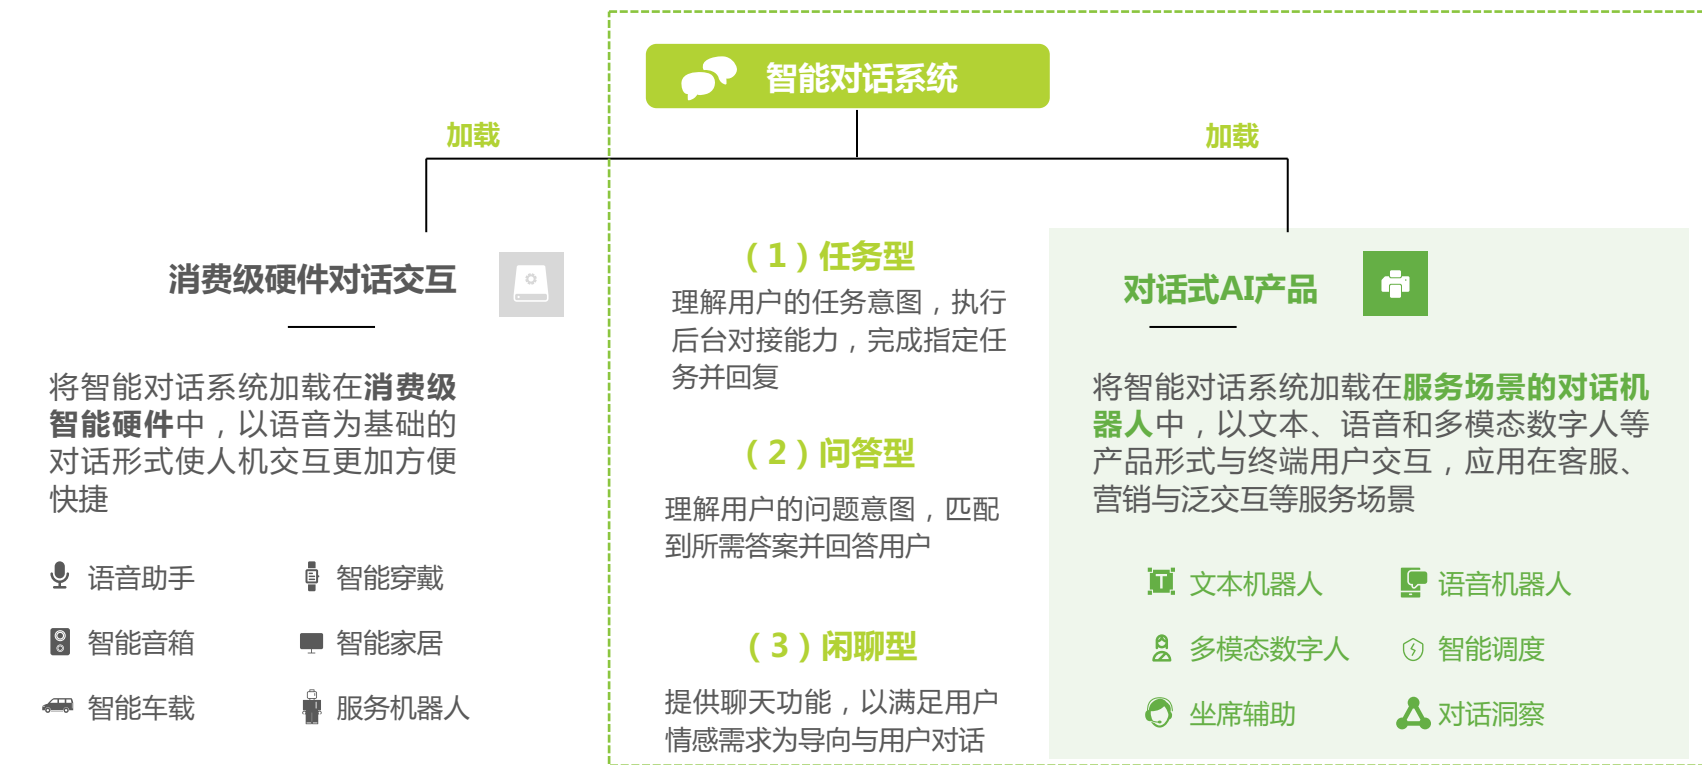 智能对话系统
加载
加载
消费级硬件对话交互
将智能对话系统加载在消费级
智能硬件中，以语音为基础的
对话形式使人机交互更加方便
快捷
语音助手
智能穿戴
智能音箱
智能家居
智能车载
服务机器人
（1）任务型
理解用户的任务意图，执行
后台对接能力，完成指定任
务并回复
（2）问答型
理解用户的问题意图，匹配
到所需答案并回答用户
（3）闲聊型
提供聊天功能，以满足用户
情感需求为导向与用户对话
对话式AI产品
将智能对话系统加载在服务场景的对话机
器人中，以文本、语音和多模态数字人等
产品形式与终端用户交互，应用在客服、
营销与泛交互等服务场景
文本机器人
语音机器人
多模态数字人
智能调度
坐席辅助
对话洞察